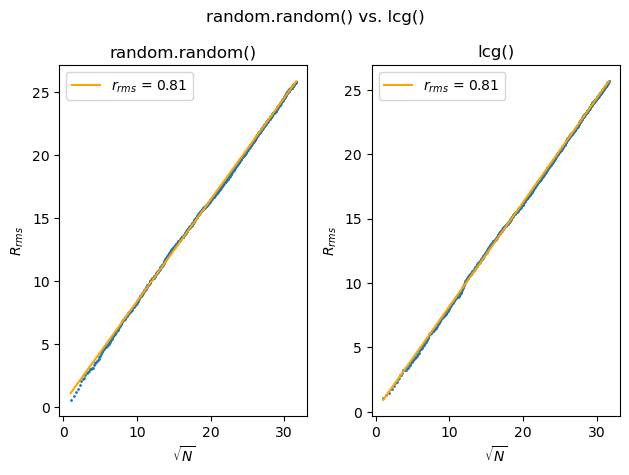 random.random() vs. lcg()
random.random()
r_rms = 0.81
25
20
15
10
5
0
R_rms
0 10 20 30
√N
lcg()
r_rms = 0.81
25
20
15
10
5
0
R_rms
0 10 20 30
√N